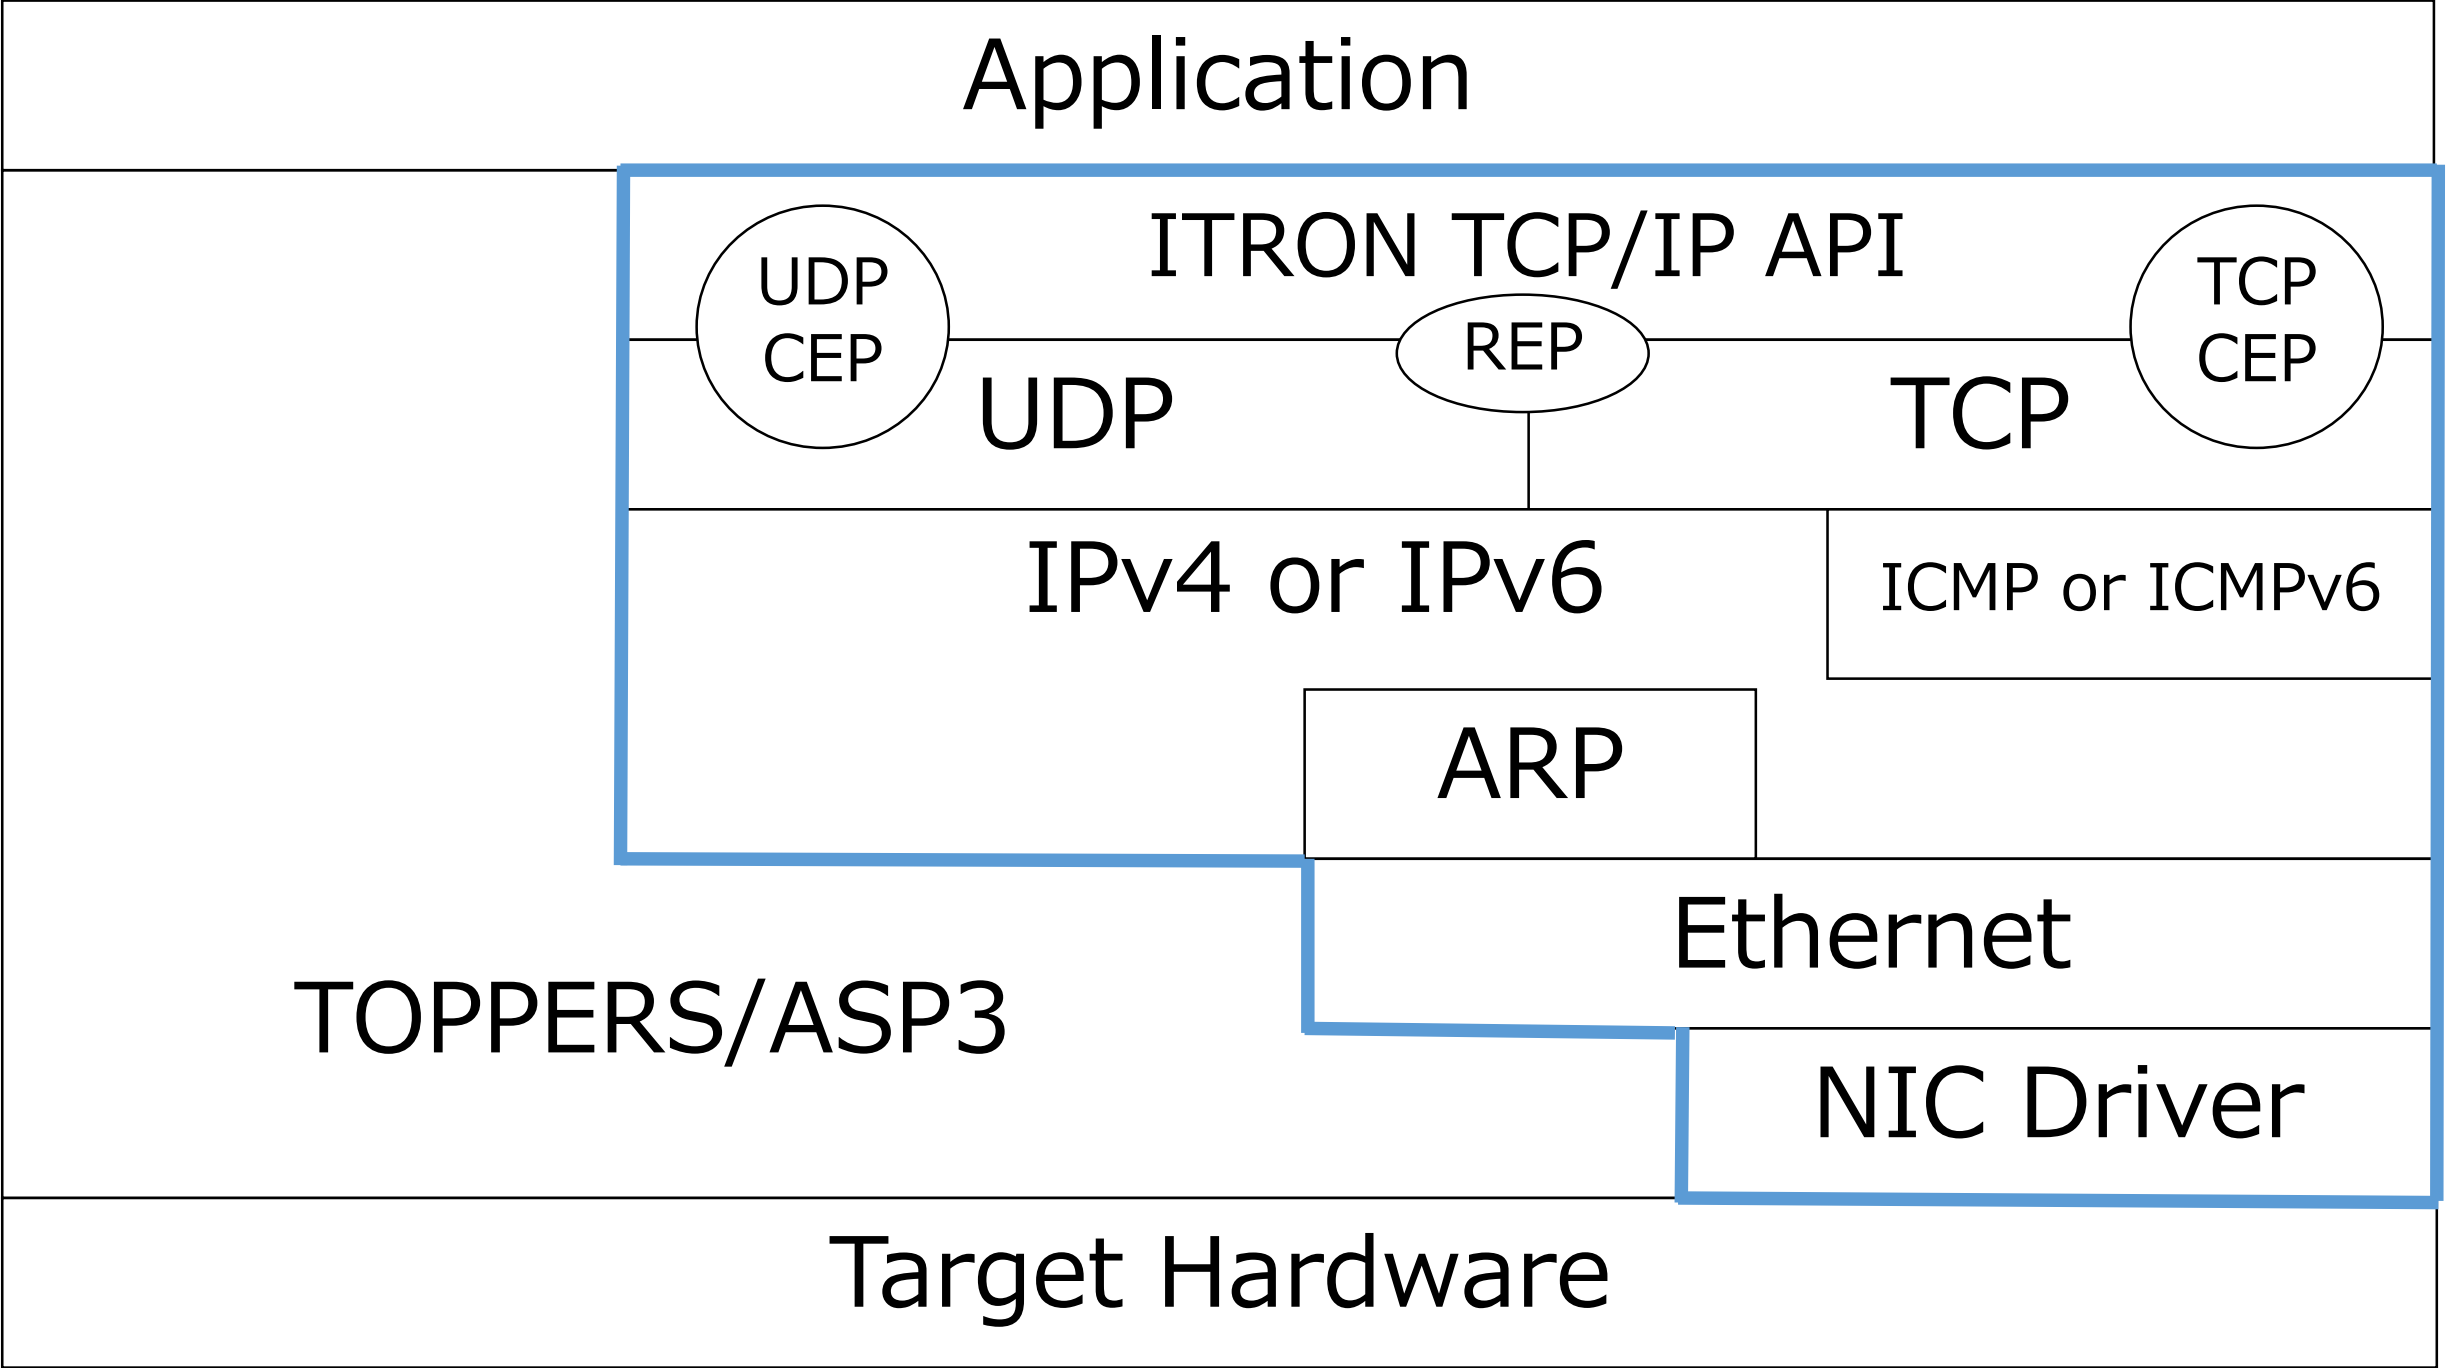 Application
ITRON TCP/IP API
UDP
CEP
REP
TCP
CEP
UDP
TCP
IPv4 or IPv6
ICMP or ICMPv6
ARP
Ethernet
TOPPERS/ASP3
NIC Driver
Target Hardware